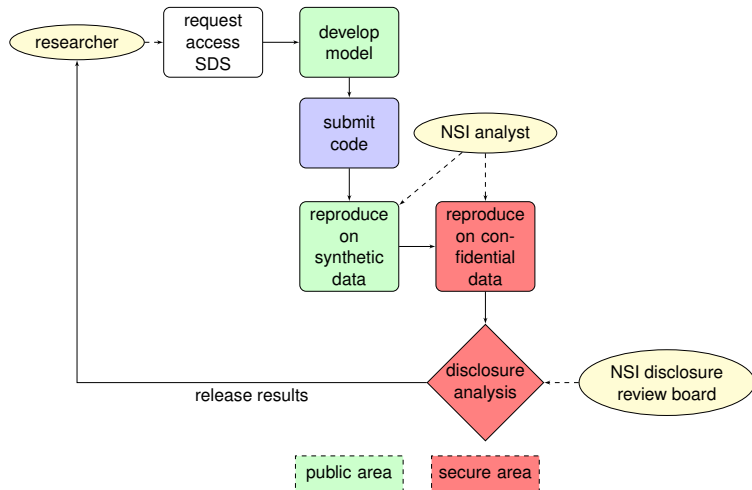 researcher
request
access
SDS
develop
model
submit
code
NSI analyst
reproduce
on
synthetic
data
reproduce
on con-
fidential
data
disclosure
analysis
NSI disclosure
review board
release results
public area
secure area